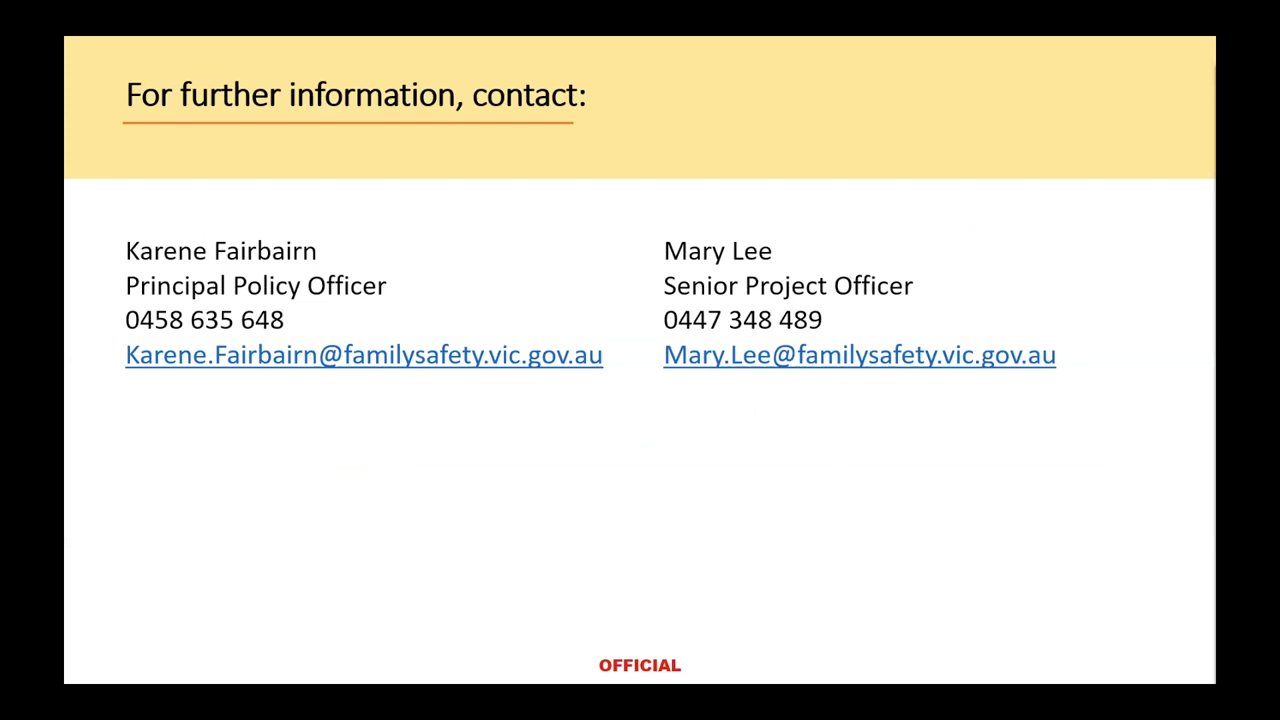 For further information, contact:
Karene Fairbairn
Principal Policy Officer
0458 635 648
Karene.Fairbairn@familysafety.vic.gov.au
Mary Lee
Senior Project Officer
0447 348 489
Mary.Lee@familysafety.vic.gov.au
OFFICIAL